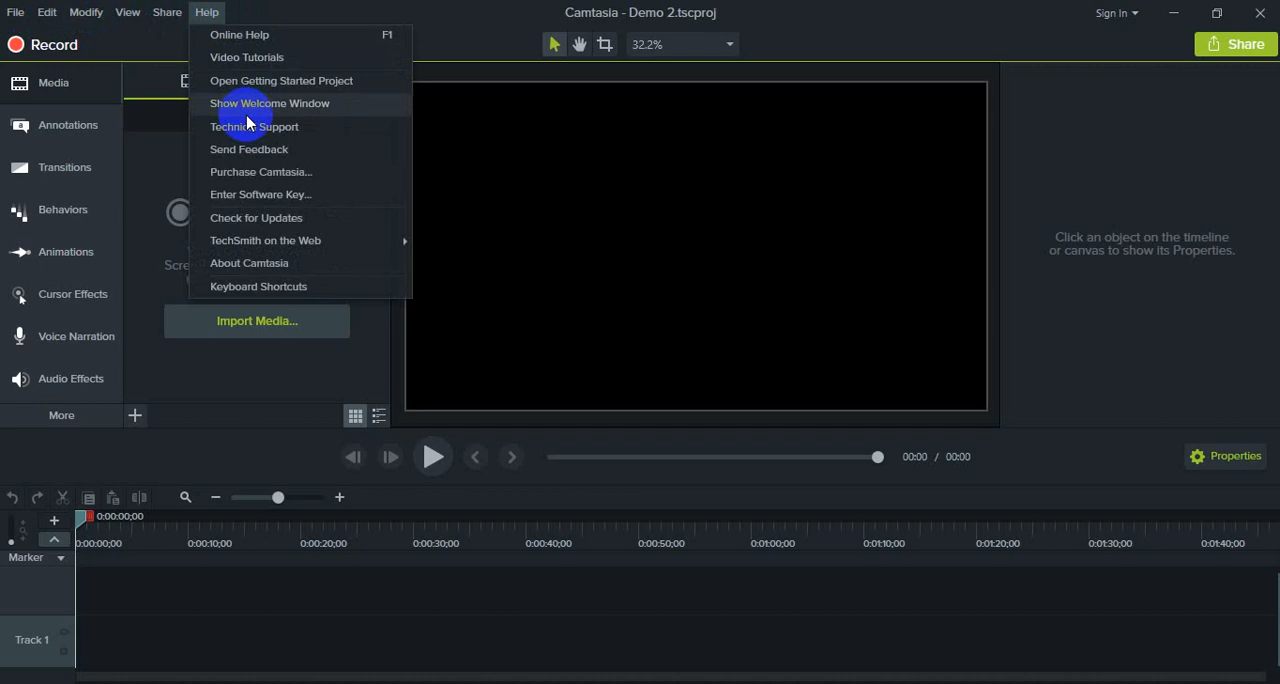 File Edit Modify View Share Help
Camtasia - Demo 2.tscproj
Sign In
Record
32.2%
Share
Online Help F1
Video Tutorials
Open Getting Started Project
Show Welcome Window
Technical Support
Send Feedback
Purchase Camtasia...
Enter Software Key...
Check for Updates
TechSmith on the Web
About Camtasia
Keyboard Shortcuts
Media
Annotations
Transitions
Behaviors
Animations
Cursor Effects
Voice Narration
Audio Effects
More
Import Media...
Click an object on the timeline
or canvas to show its Properties.
00:00 / 00:00
Properties
0:00:00;00
0:00:00;00 0:00:10;00 0:00:20;00 0:00:30;00 0:00:40;00 0:00:50;00 0:01:00;00 0:01:10;00 0:01:20;00 0:01:30;00 0:01:40;00
Marker
Track 1